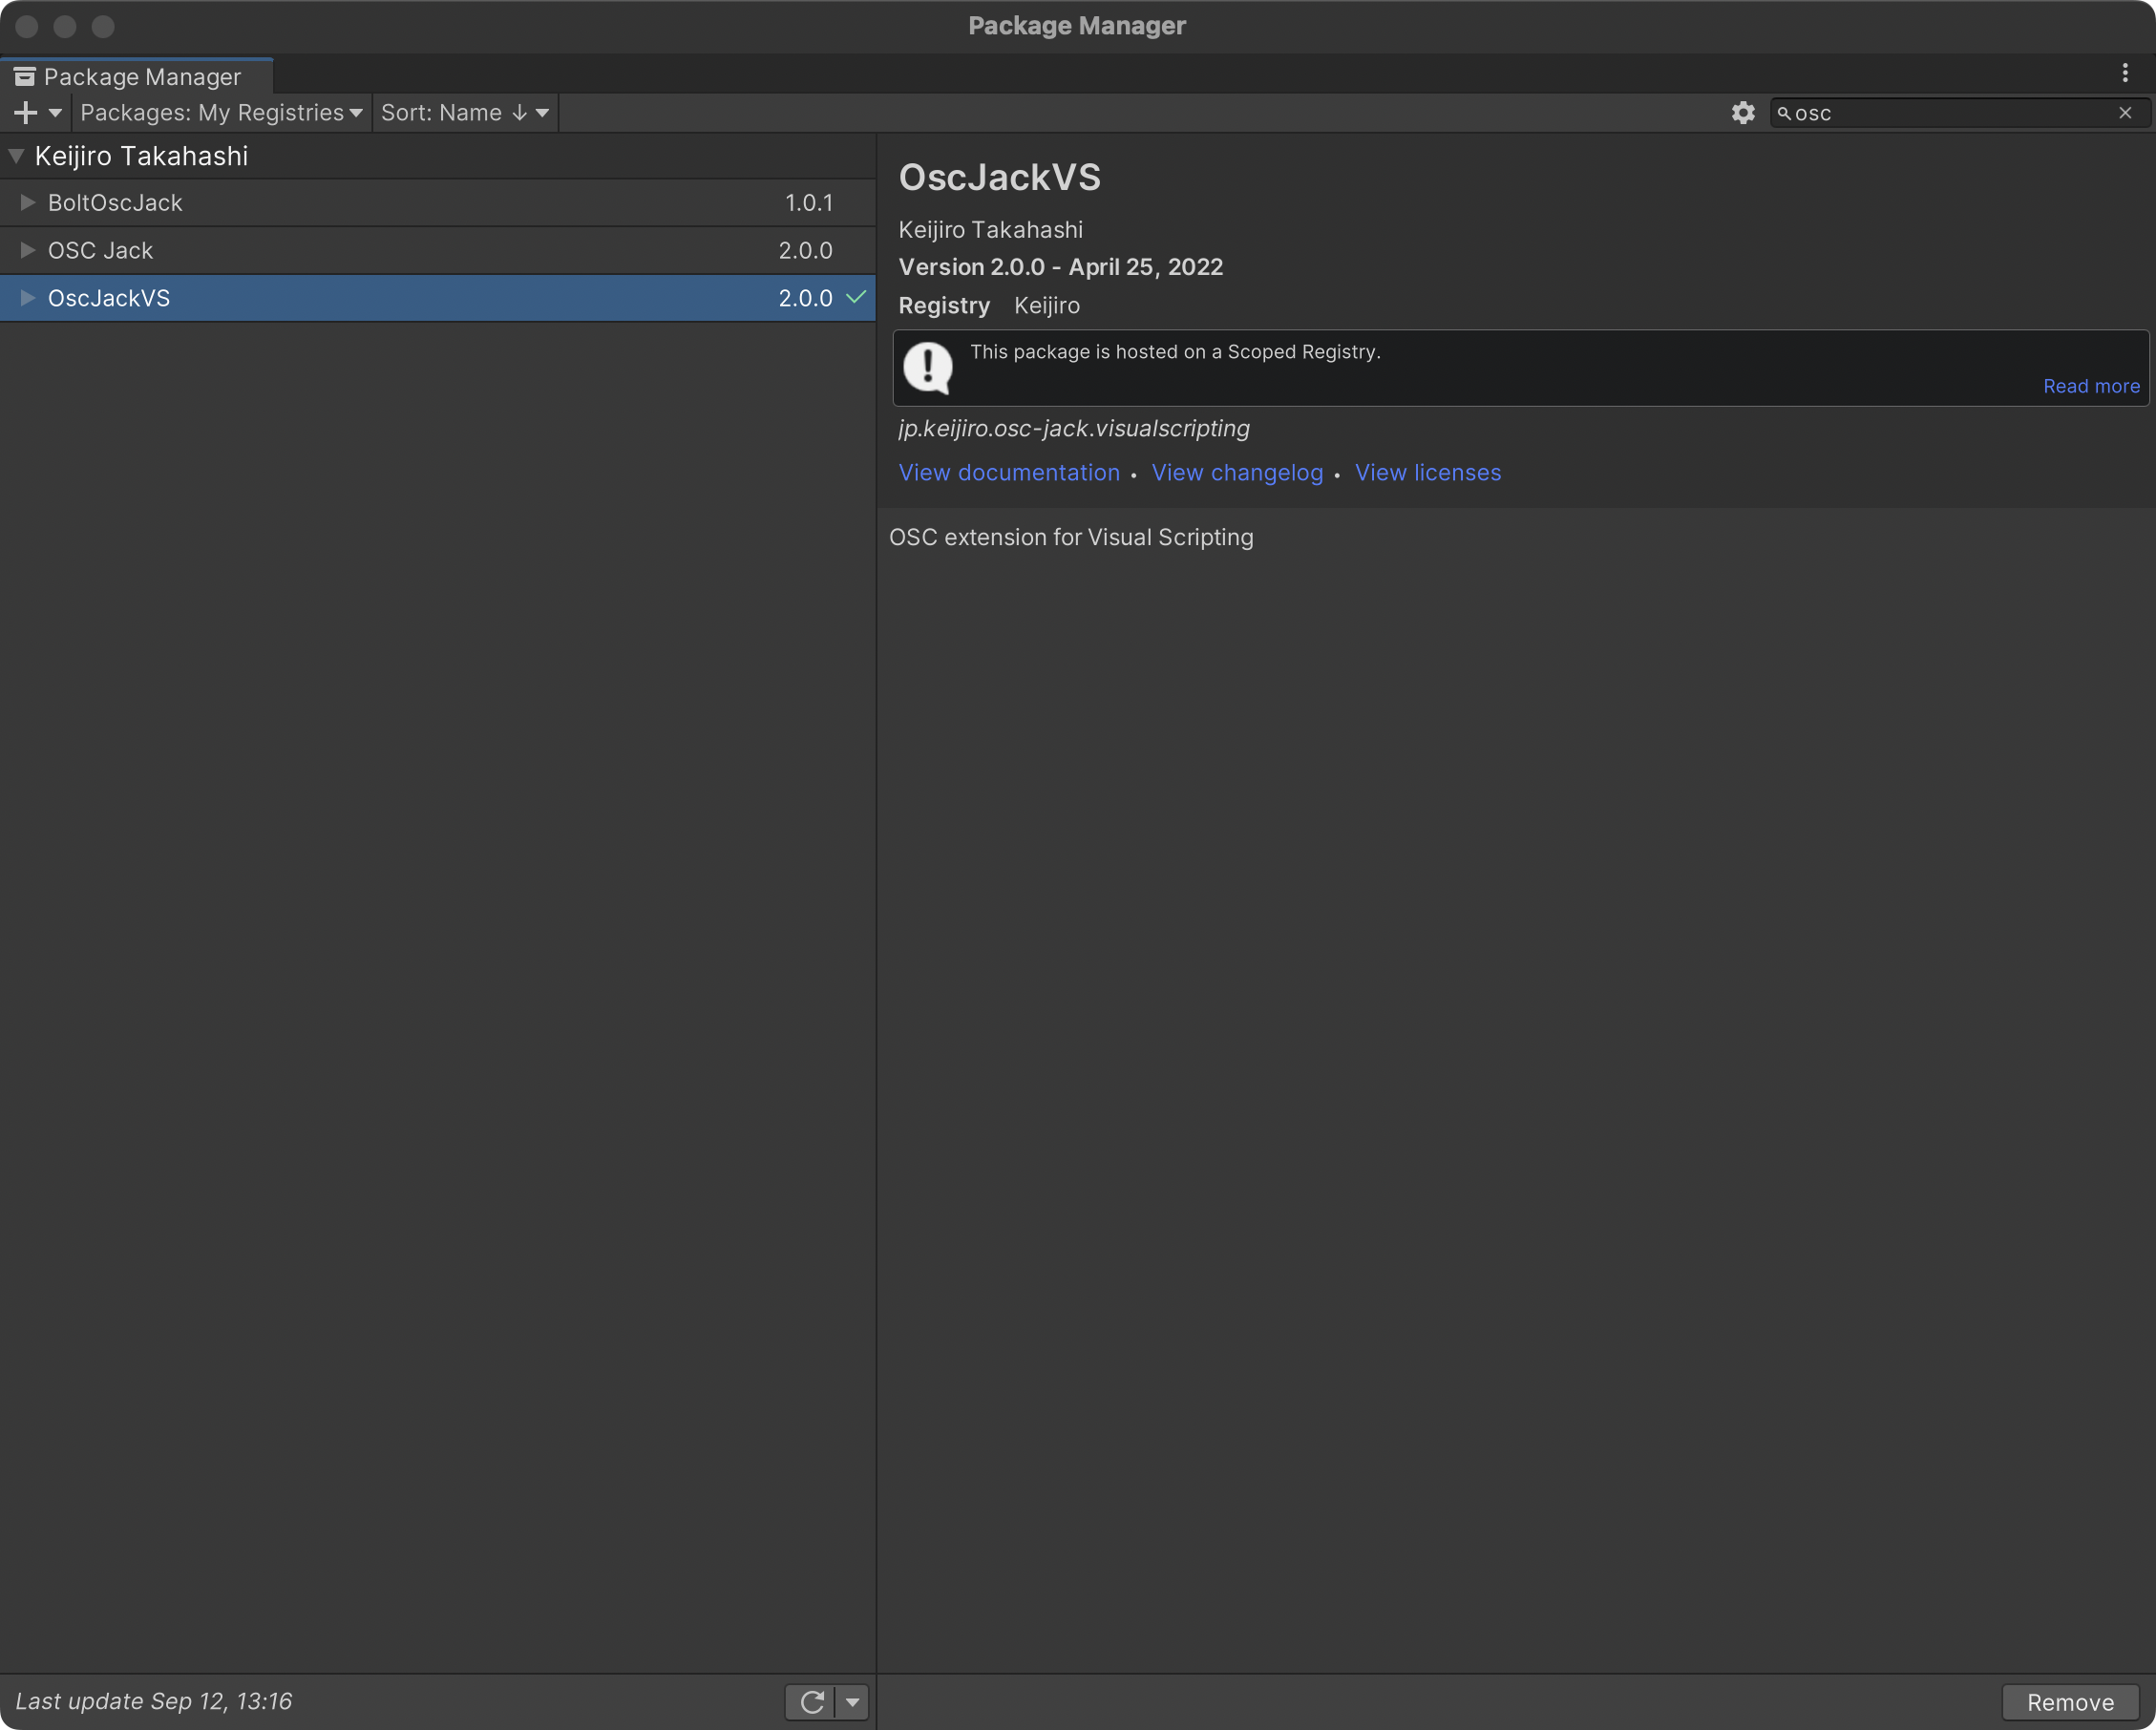 Package Manager
Package Manager
Packages: My Registries
Sort: Name ↓
osc
Keijiro Takahashi
BoltOscJack 1.0.1
OSC Jack 2.0.0
OscJackVS 2.0.0
OscJackVS
Keijiro Takahashi
Version 2.0.0 - April 25, 2022
Registry Keijiro
This package is hosted on a Scoped Registry.
Read more
jp.keijiro.osc-jack.visualscripting
View documentation • View changelog • View licenses
OSC extension for Visual Scripting
Last update Sep 12, 13:16
Remove